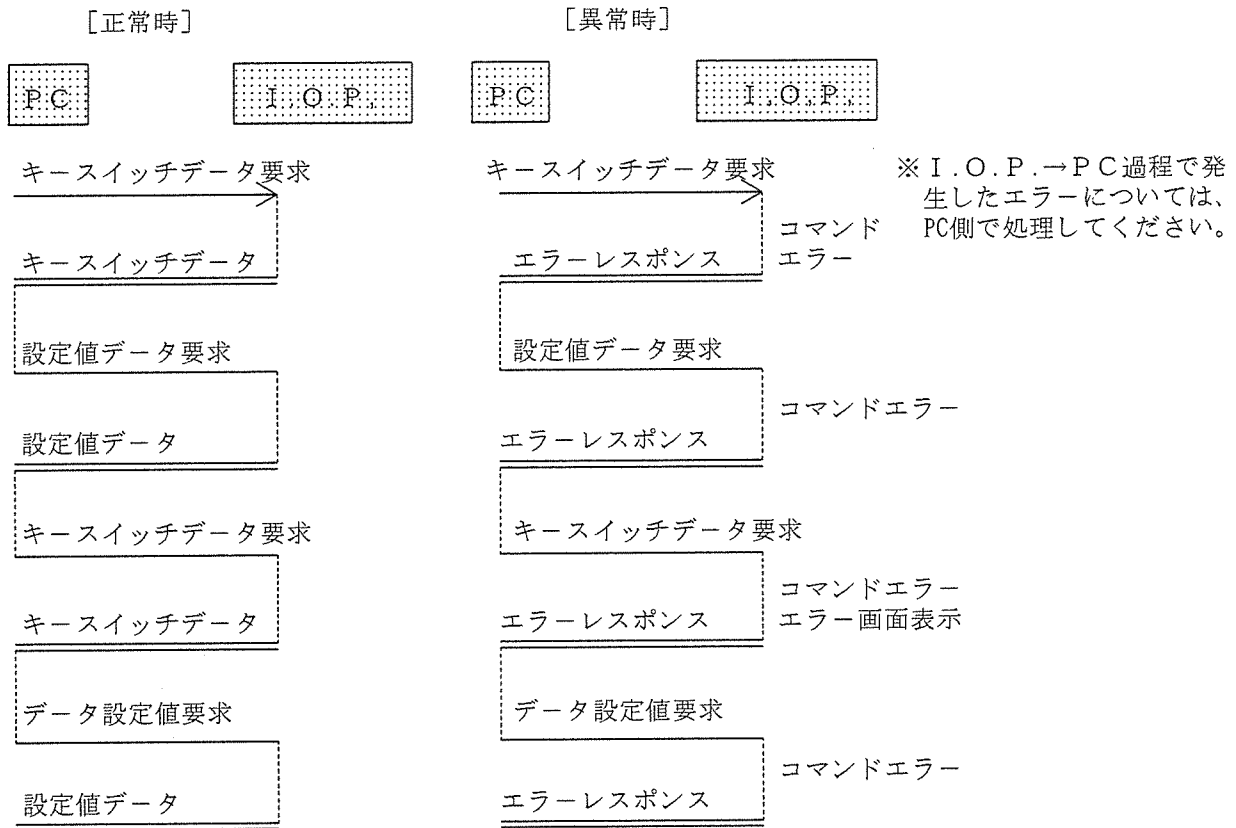 ［正常時］
PC
I.O.P.
キースイッチデータ要求
キースイッチデータ
設定値データ要求
設定値データ
キースイッチデータ要求
キースイッチデータ
データ設定値要求
設定値データ
［異常時］
PC
I.O.P.
キースイッチデータ要求
コマンド
エラーレスポンス
エラー
設定値データ要求
コマンドエラー
エラーレスポンス
キースイッチデータ要求
コマンドエラー
エラーレスポンス
エラー画面表示
データ設定値要求
コマンドエラー
エラーレスポンス
※I.O.P.→PC過程で発
生したエラーについては、
PC側で処理してください。